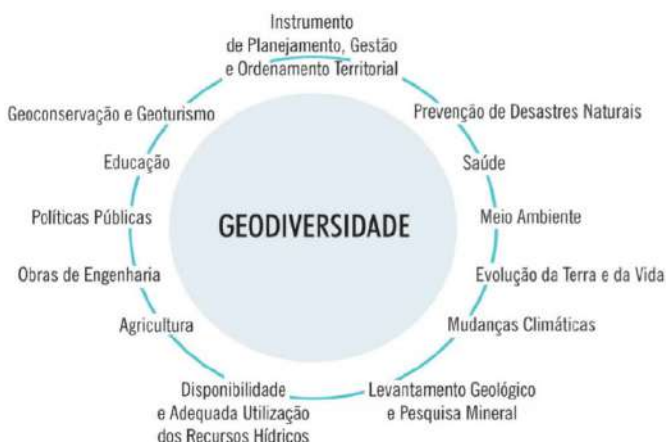 Instrumento
de Planejamento, Gestão
e Ordenamento Territorial
Geoconservação e Geoturismo
Prevenção de Desastres Naturais
Educação
Saúde
Políticas Públicas
GEODIVERSIDADE
Meio Ambiente
Obras de Engenharia
Evolução da Terra e da Vida
Agricultura
Mudanças Climáticas
Disponibilidade
e Adequada Utilização
dos Recursos Hídricos
Levantamento Geológico
e Pesquisa Mineral